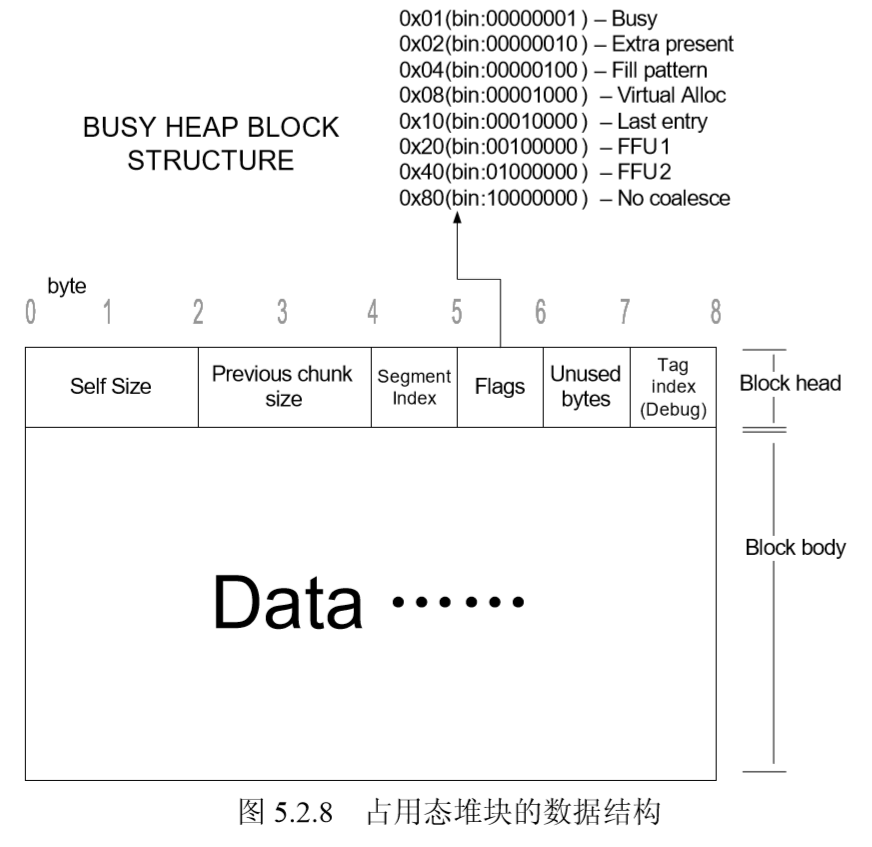 0x01(bin:00000001) – Busy
0x02(bin:00000010) – Extra present
0x04(bin:00000100) – Fill pattern
0x08(bin:00001000) – Virtual Alloc
0x10(bin:00010000) – Last entry
0x20(bin:00100000) – FFU1
0x40(bin:01000000) – FFU2
0x80(bin:10000000) – No coalesce
BUSY HEAP BLOCK
STRUCTURE
byte
0 1 2 3 4 5 6 7 8
Self Size
Previous chunk
size
Segment
Index
Flags
Unused
bytes
Tag
index
(Debug)
Block head
Data ······
Block body
图 5.2.8 占用态堆块的数据结构